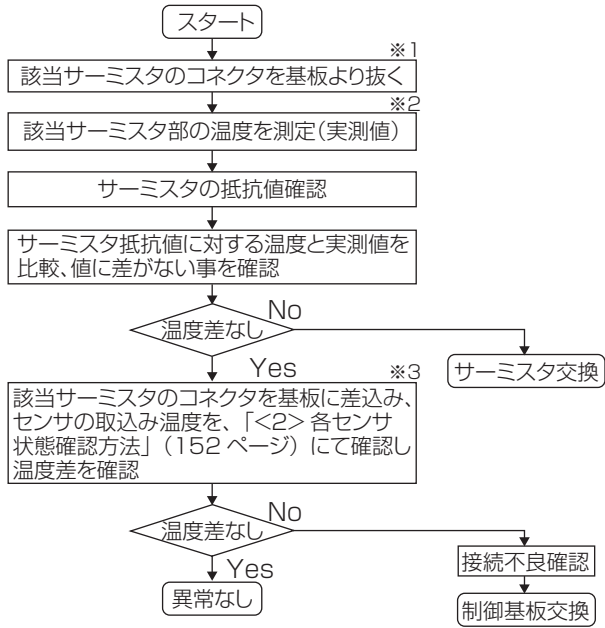 スタート
※1
該当サーミスタのコネクタを基板より抜く
※2
該当サーミスタ部の温度を測定(実測値)
サーミスタの抵抗値確認
サーミスタ抵抗値に対する温度と実測値を
比較、値に差がない事を確認
温度差なし
No
サーミスタ交換
Yes
※3
該当サーミスタのコネクタを基板に差込み、
センサの取込み温度を、「<2> 各センサ
状態確認方法」(152 ページ) にて確認し
温度差を確認
温度差なし
No
接続不良確認
制御基板交換
Yes
異常なし